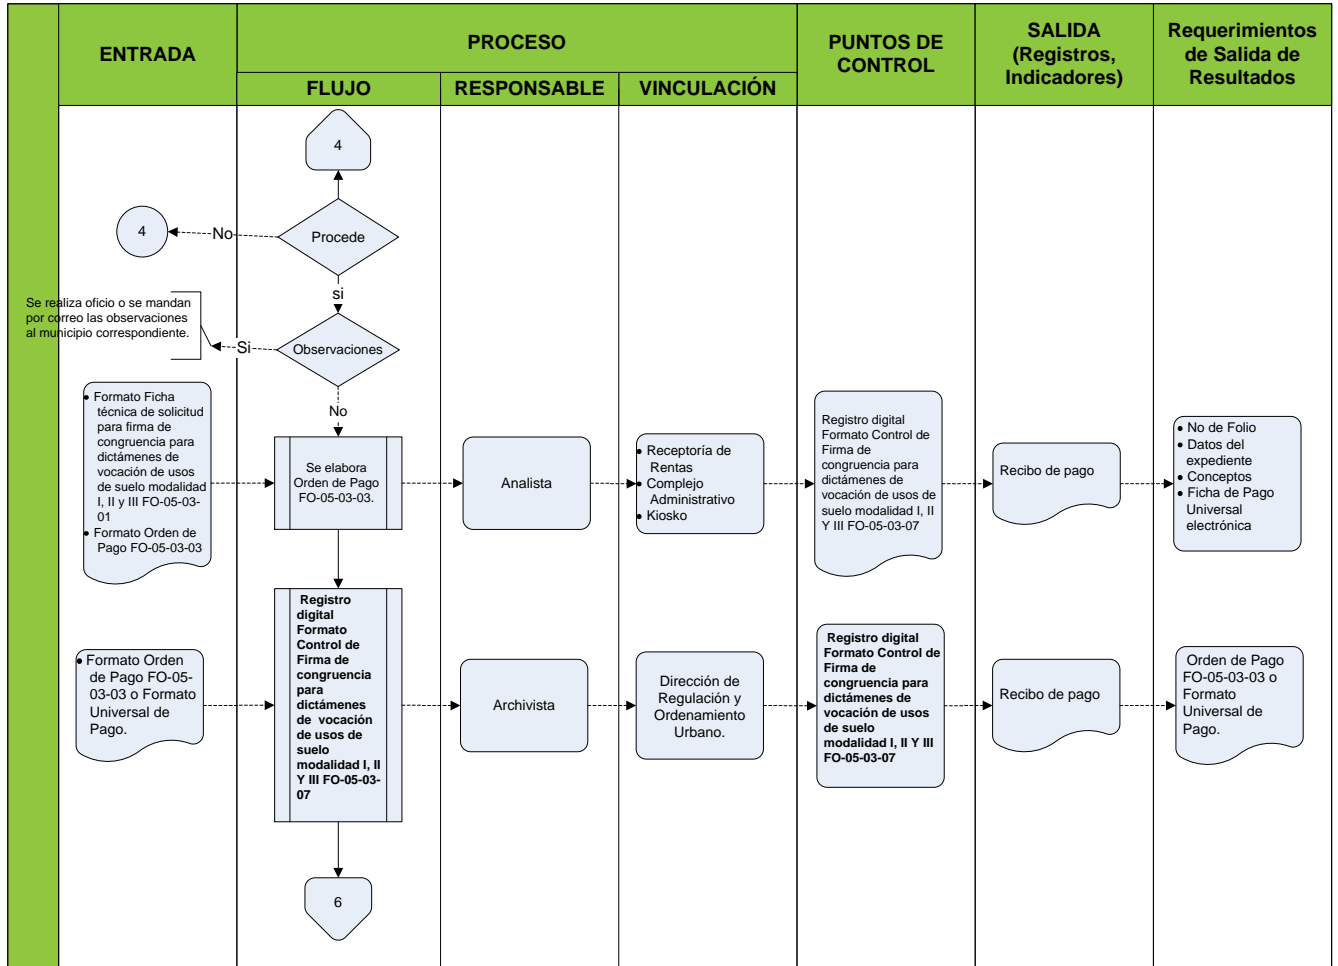 ENTRADA
PROCESO
FLUJO
RESPONSABLE
VINCULACIÓN
PUNTOS DE
CONTROL
SALIDA
(Registros,
Indicadores)
Requerimientos
de Salida de
Resultados
4
4
No
Procede
si
Se realiza oficio o se mandan
por correo las observaciones
al municipio correspondiente.
Si
Observaciones
No
• Formato Ficha
técnica de solicitud
para firma de
congruencia para
dictámenes de
vocación de usos
de suelo modalidad
I, II y III FO-05-03-
01
• Formato Orden de
Pago FO-05-03-03
Se elabora
Orden de Pago
FO-05-03-03.
Analista
• Receptoría de
Rentas
• Complejo
Administrativo
• Kiosko
Registro digital
Formato Control de
Firma de
congruencia para
dictámenes de
vocación de usos de
suelo modalidad I, II
Y III FO-05-03-07
Recibo de pago
• No de Folio
• Datos del
expediente
• Conceptos
• Ficha de Pago
Universal
electrónica
• Formato Orden
de Pago FO-05-
03-03 o Formato
Universal de
Pago.
Registro
digital
Formato
Control de
Firma de
congruencia
para
dictámenes
de vocación
de usos de
suelo
modalidad I, II
Y III FO-05-03-
07
Archivista
Dirección de
Regulación y
Ordenamiento
Urbano.
Registro digital
Formato Control de
Firma de
congruencia para
dictámenes de
vocación de usos
de suelo
modalidad I, II Y III
FO-05-03-07
Recibo de pago
Orden de Pago
FO-05-03-03 o
Formato
Universal de
Pago.
6